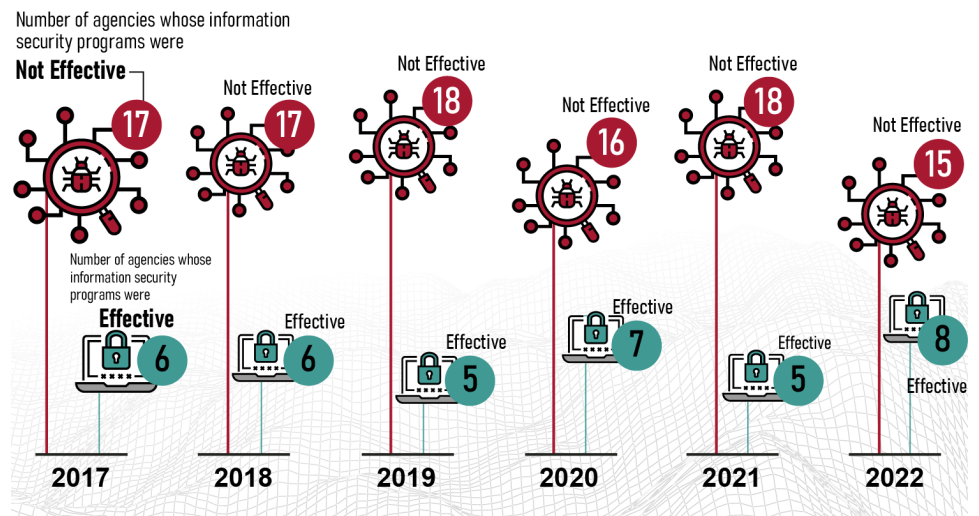 Number of agencies whose information
security programs were
Not Effective
17
Number of agencies whose
information security
programs were
Effective
6
2017
Not Effective
17
Effective
6
2018
Not Effective
18
Effective
5
2019
Not Effective
16
Effective
7
2020
Not Effective
18
Effective
5
2021
Not Effective
15
8
Effective
2022